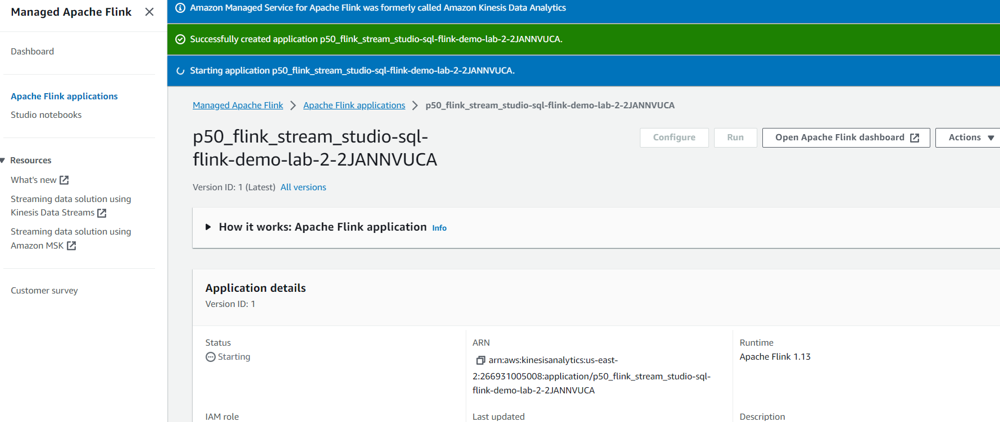 Managed Apache Flink
Dashboard
Apache Flink applications
Studio notebooks
Resources
What's new
Streaming data solution using
Kinesis Data Streams
Streaming data solution using
Amazon MSK
Customer survey
Amazon Managed Service for Apache Flink was formerly called Amazon Kinesis Data Analytics
Successfully created application p50_flink_stream_studio-sql-flink-demo-lab-2-2JANNVUCA.
Starting application p50_flink_stream_studio-sql-flink-demo-lab-2-2JANNVUCA.
Managed Apache Flink > Apache Flink applications > p50_flink_stream_studio-sql-flink-demo-lab-2-2JANNVUCA
p50_flink_stream_studio-sql-
flink-demo-lab-2-2JANNVUCA
Configure Run Open Apache Flink dashboard Actions
Version ID: 1 (Latest) All versions
How it works: Apache Flink application Info
Application details
Version ID: 1
Status
Starting
ARN
arn:aws:kinesisanalytics:us-east-
2:266931005008:application/p50_flink_stream_studio-sql-
flink-demo-lab-2-2JANNVUCA
Runtime
Apache Flink 1.13
IAM role
Last updated
Description